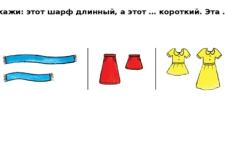 кажи: этот шарф длинный, а этот ... короткий. Эта ..